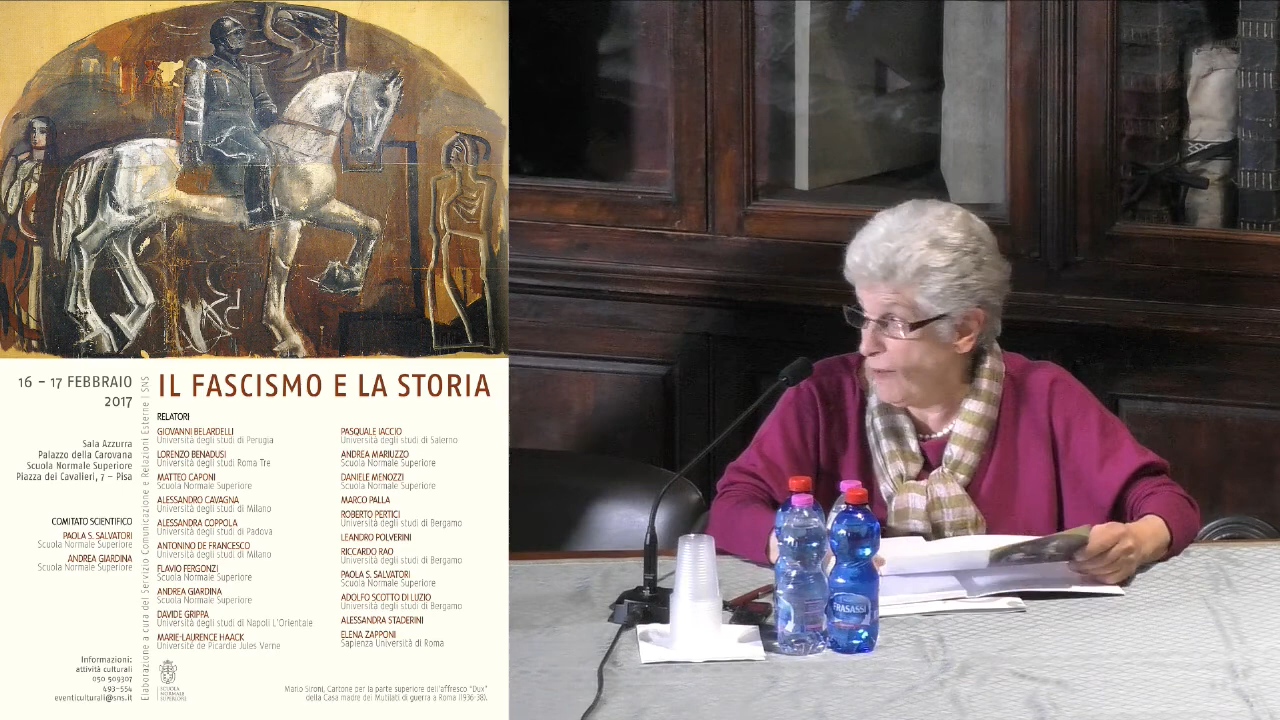 16 - 17 FEBBRAIO
2017
Sala Azzurra
Palazzo della Carovana
Scuola Normale Superiore
Piazza dei Cavalieri, 7 – Pisa
COMITATO SCIENTIFICO
PAOLA S. SALVATORI
Scuola Normale Superiore
ANDREA GIARDINA
Scuola Normale Superiore
Informazioni:
attività culturali
050 509307
493-554
eventiculturali@sns.it
Elaborazione a cura del Servizio Comunicazione e Relazioni Esterne | SNS
IL FASCISMO E LA STORIA
RELATORI
GIOVANNI BELARDELLI
Università degli studi di Perugia
LORENZO BENADUSI
Università degli studi Roma Tre
MATTEO CAPONI
Scuola Normale Superiore
ALESSANDRO CAVAGNA
Università degli studi di Milano
ALESSANDRA COPPOLA
Università degli studi di Padova
ANTONINO DE FRANCESCO
Università degli studi di Milano
FLAVIO FERGONZI
Scuola Normale Superiore
ANDREA GIARDINA
Scuola Normale Superiore
DAVIDE GRIPPA
Università degli studi di Napoli L'Orientale
MARIE-LAURENCE HAACK
Université de Picardie Jules Verne
PASQUALE IACCIO
Università degli studi di Salerno
ANDREA MARIUZZO
Scuola Normale Superiore
DANIELE MENOZZI
Scuola Normale Superiore
MARCO PALLA
ROBERTO PERTICI
Università degli studi di Bergamo
LEANDRO POLVERINI
RICCARDO RAO
Università degli studi di Bergamo
PAOLA S. SALVATORI
Scuola Normale Superiore
ADOLFO SCOTTO DI LUZIO
Università degli studi di Bergamo
ALESSANDRA STADERINI
ELENA ZAPPONI
Sapienza Università di Roma
SCUOLA
NORMALE
SUPERIORE
Mario Sironi, Cartone per la parte superiore dell'affresco "Dux"
della Casa madre dei Mutilati di guerra a Roma (1936-38).
FRASASSI